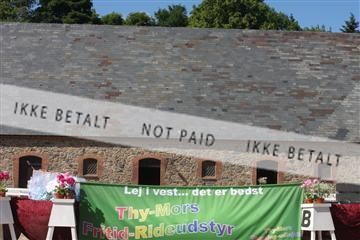 IKKE BETALT NOT PAID IKKE BETALT
Lej i vest... det er bedst
Thy-Mors
Fritid-Rideudstyr
B